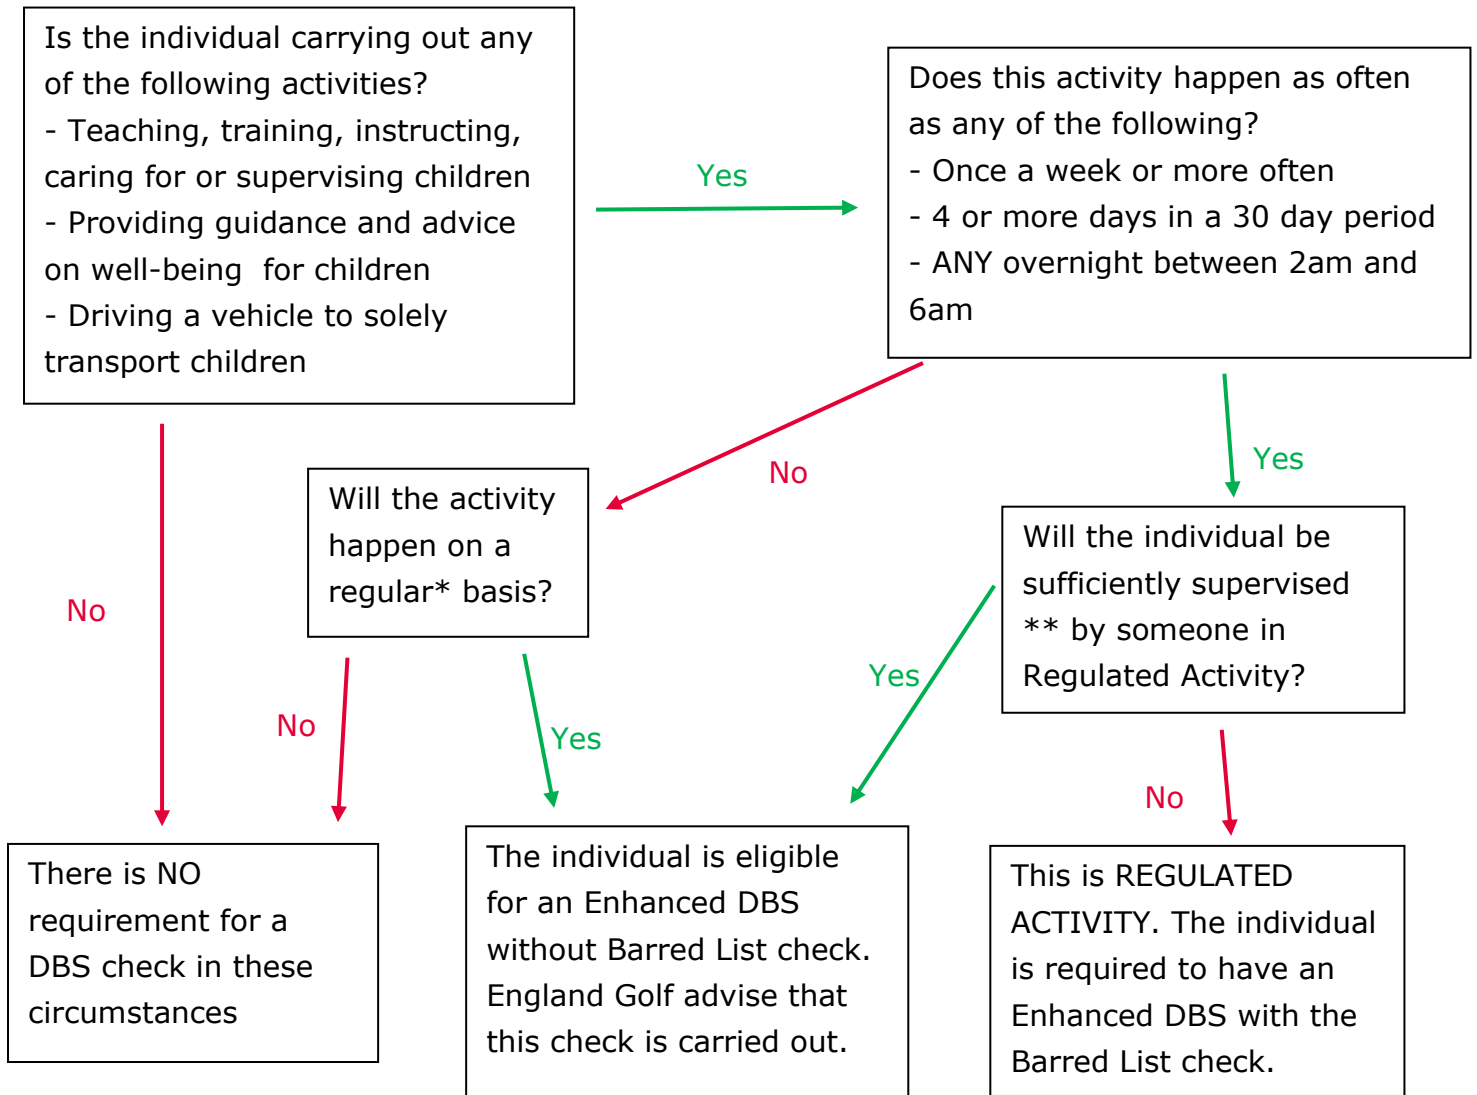 Is the individual carrying out any
of the following activities?
- Teaching, training, instructing,
caring for or supervising children
- Providing guidance and advice
on well-being  for children
- Driving a vehicle to solely
transport children
Yes
Does this activity happen as often
as any of the following?
- Once a week or more often
- 4 or more days in a 30 day period
- ANY overnight between 2am and
6am
No
No
Yes
Will the activity
happen on a
regular* basis?
Will the individual be
sufficiently supervised
** by someone in
Regulated Activity?
No
Yes
Yes
No
There is NO
requirement for a
DBS check in these
circumstances
The individual is eligible
for an Enhanced DBS
without Barred List check.
England Golf advise that
this check is carried out.
This is REGULATED
ACTIVITY. The individual
is required to have an
Enhanced DBS with the
Barred List check.